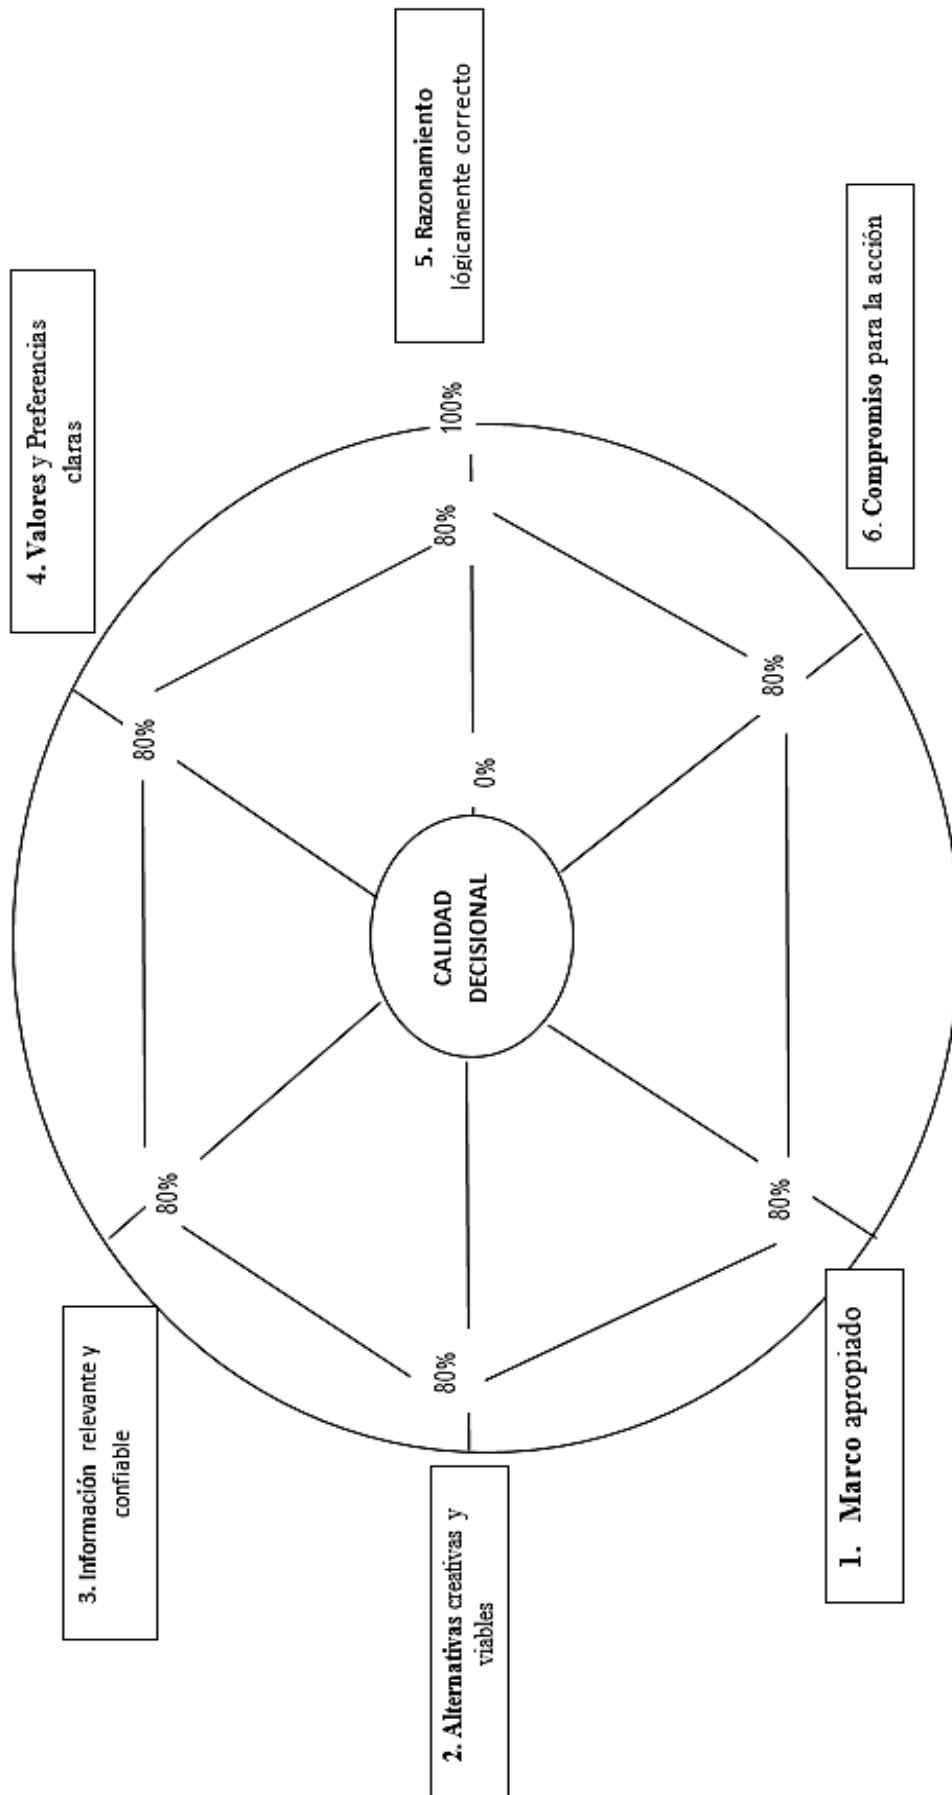 3. Información relevante y
confiable
4. Valores y Preferencias
claras
80%
80%
2. Alternativas creativas y
viables
80%
CALIDAD
DECISIONAL
0%
80%
100%
5. Razonamiento
lógicamente correcto
80%
80%
1. Marco apropiado
6. Compromiso para la acción